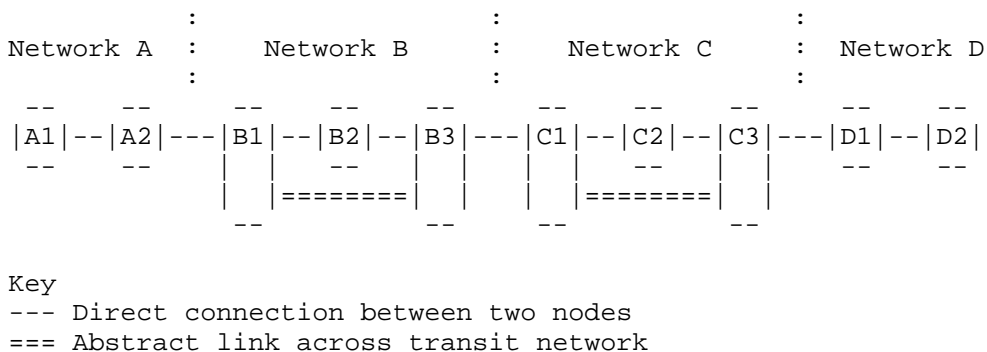 :                         :                         :
Network A   :      Network B      :      Network C      :   Network D
                :                         :                         :
 --     --       --     --     --       --     --     --       --     --
|A1|--|A2|---|B1|--|B2|--|B3|---|C1|--|C2|--|C3|---|D1|--|D2|
 --     --      |  |    --    |  |     |  |    --    |  |      --     --
                |  |========|  |     |  |========|  |
                 --           --       --           --
Key
--- Direct connection between two nodes
=== Abstract link across transit network